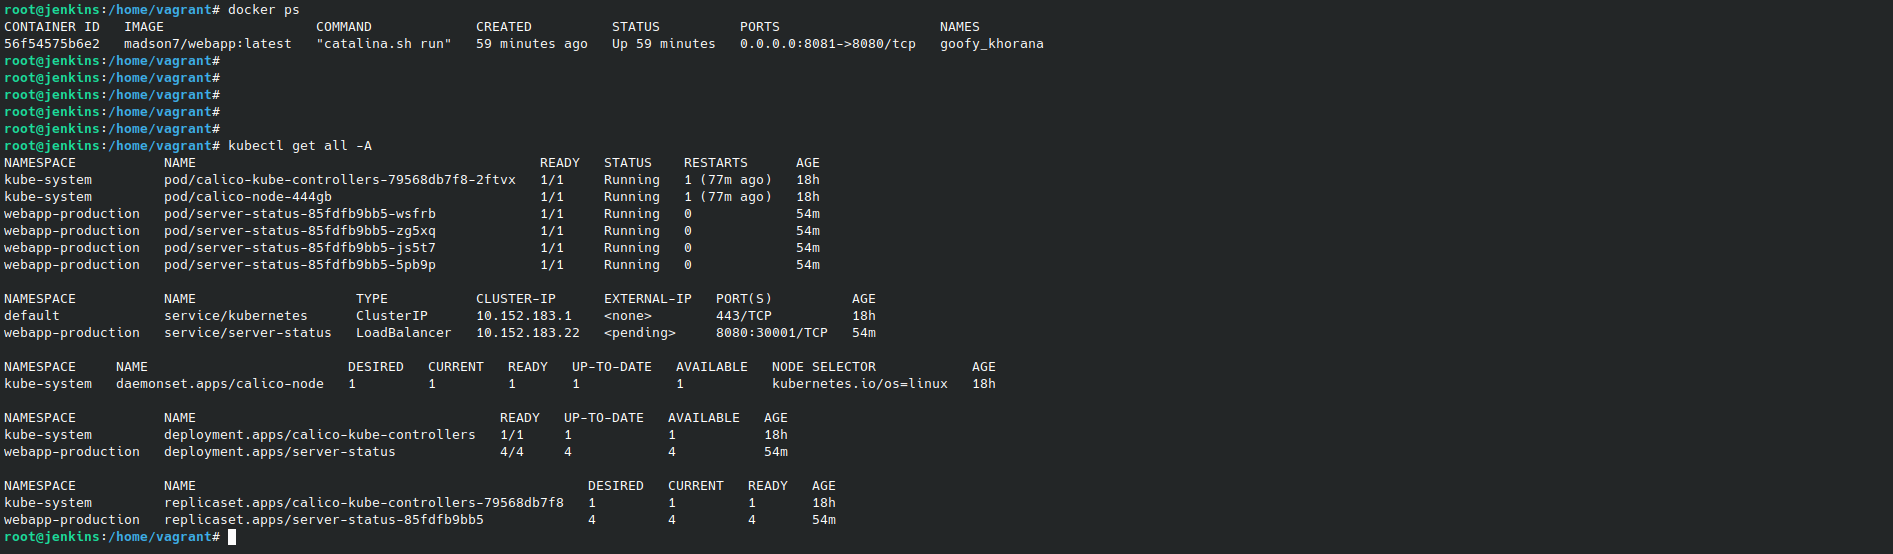 root@jenkins:/home/vagrant# docker ps
CONTAINER ID   IMAGE                   COMMAND             CREATED          STATUS          PORTS                    NAMES
56f54575b6e2   madson7/webapp:latest   "catalina.sh run"   59 minutes ago   Up 59 minutes   0.0.0.0:8081->8080/tcp   goofy_khorana
root@jenkins:/home/vagrant#
root@jenkins:/home/vagrant#
root@jenkins:/home/vagrant#
root@jenkins:/home/vagrant#
root@jenkins:/home/vagrant#
root@jenkins:/home/vagrant# kubectl get all -A
NAMESPACE           NAME                                           READY   STATUS    RESTARTS      AGE
kube-system         pod/calico-kube-controllers-79568db7f8-2ftvx   1/1     Running   1 (77m ago)   18h
kube-system         pod/calico-node-444gb                          1/1     Running   1 (77m ago)   18h
webapp-production   pod/server-status-85fdfb9bb5-wsfrb             1/1     Running   0             54m
webapp-production   pod/server-status-85fdfb9bb5-zg5xq             1/1     Running   0             54m
webapp-production   pod/server-status-85fdfb9bb5-js5t7             1/1     Running   0             54m
webapp-production   pod/server-status-85fdfb9bb5-5pb9p             1/1     Running   0             54m
NAMESPACE           NAME                    TYPE           CLUSTER-IP      EXTERNAL-IP   PORT(S)          AGE
default             service/kubernetes      ClusterIP      10.152.183.1    <none>        443/TCP          18h
webapp-production   service/server-status   LoadBalancer   10.152.183.22   <pending>     8080:30001/TCP   54m
NAMESPACE     NAME                         DESIRED   CURRENT   READY   UP-TO-DATE   AVAILABLE   NODE SELECTOR            AGE
kube-system   daemonset.apps/calico-node   1         1         1       1            1           kubernetes.io/os=linux   18h
NAMESPACE           NAME                                      READY   UP-TO-DATE   AVAILABLE   AGE
kube-system         deployment.apps/calico-kube-controllers   1/1     1            1           18h
webapp-production   deployment.apps/server-status             4/4     4            4           54m
NAMESPACE           NAME                                                 DESIRED   CURRENT   READY   AGE
kube-system         replicaset.apps/calico-kube-controllers-79568db7f8   1         1         1       18h
webapp-production   replicaset.apps/server-status-85fdfb9bb5             4         4         4       54m
root@jenkins:/home/vagrant#